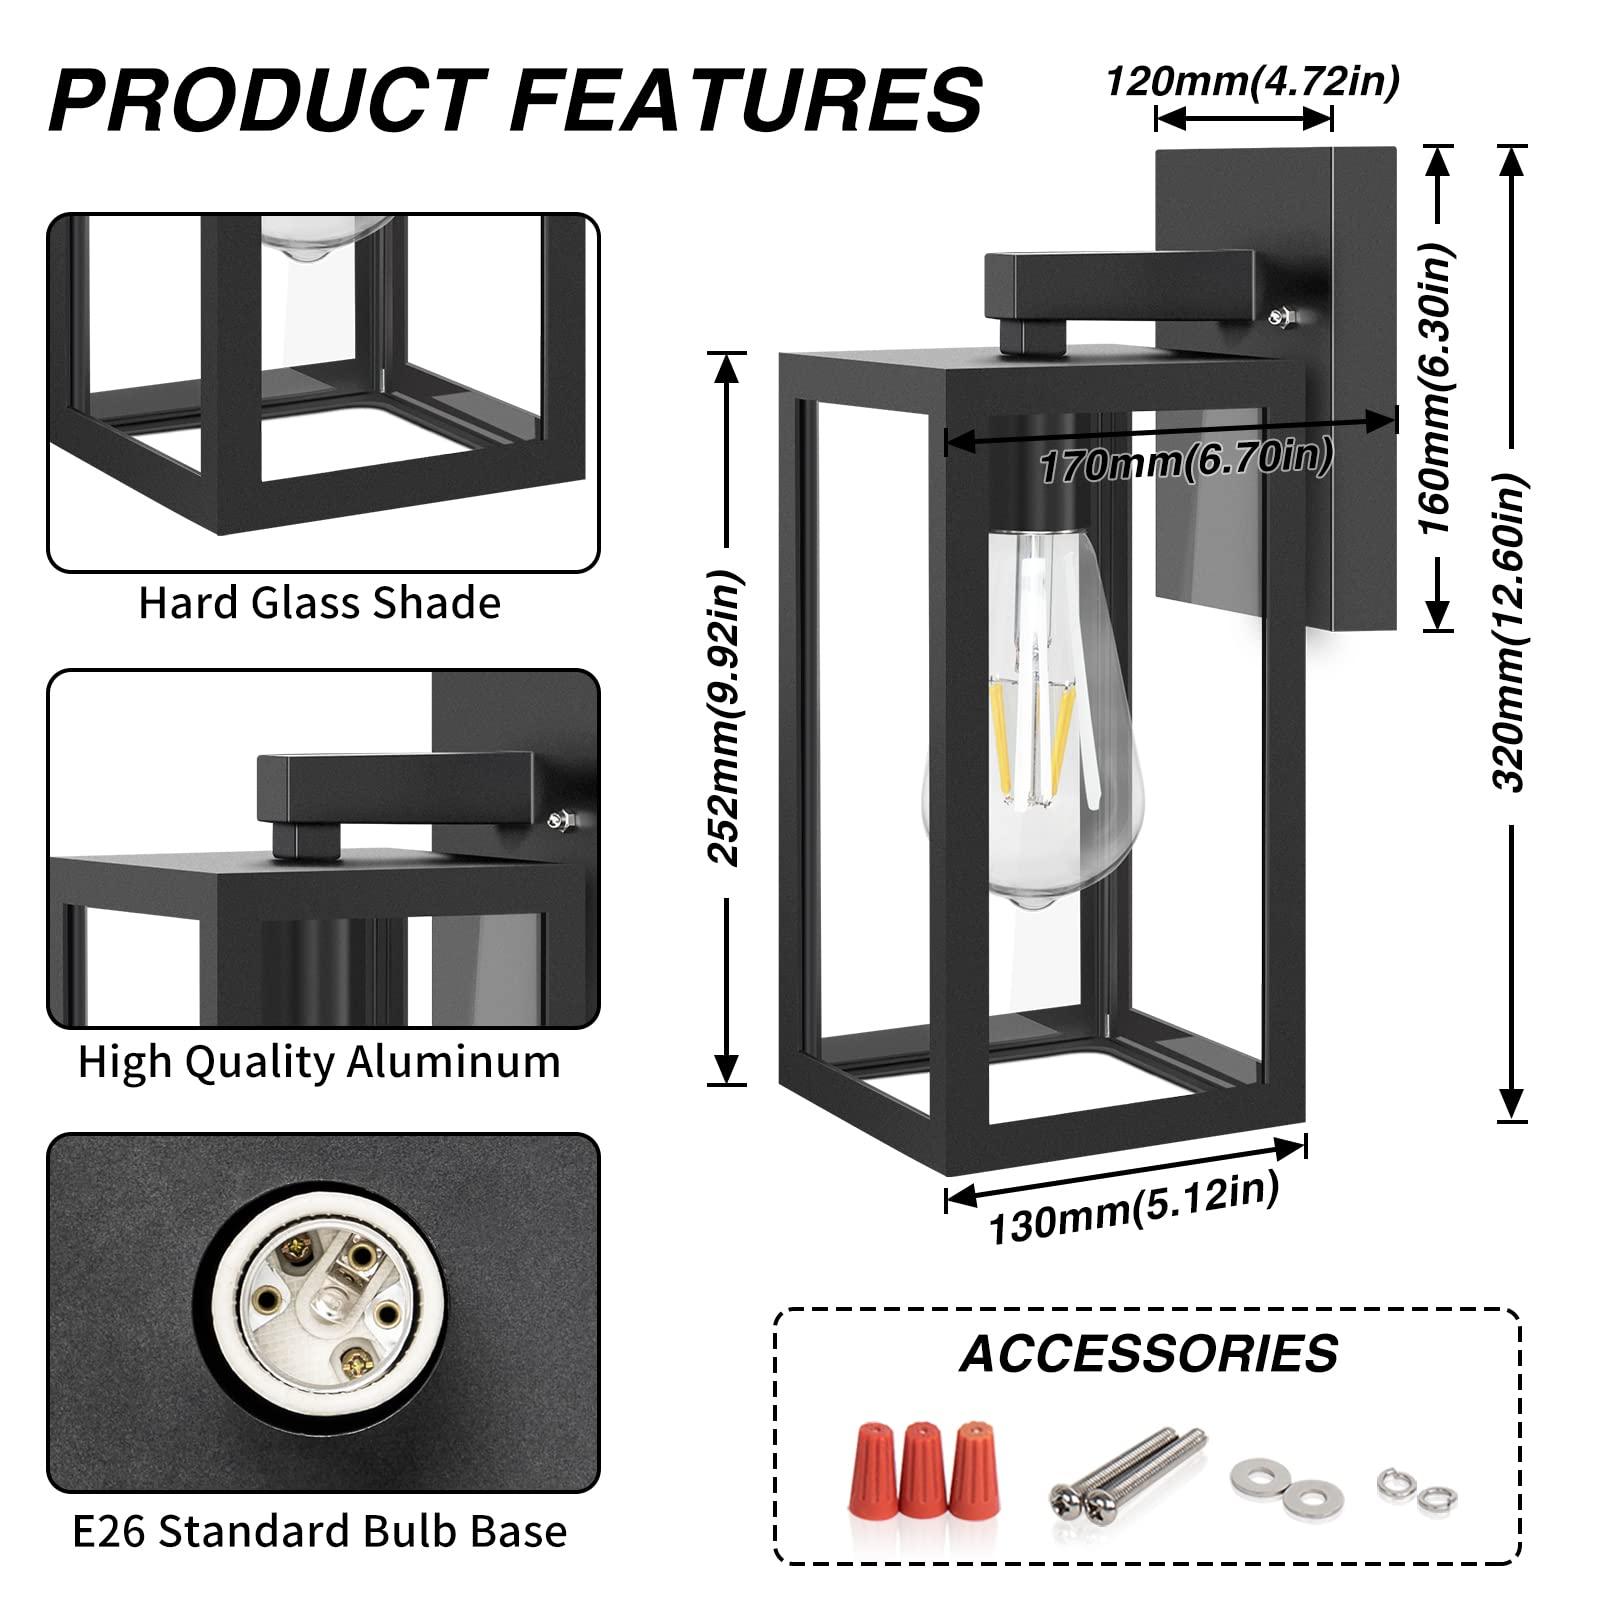 PRODUCT FEATURES
120mm(4.72in)
160mm(6.30in)
320mm(12.60in)
170mm(6.70in)
252mm(9.92in)
130mm(5.12in)
Hard Glass Shade
High Quality Aluminum
E26 Standard Bulb Base
ACCESSORIES